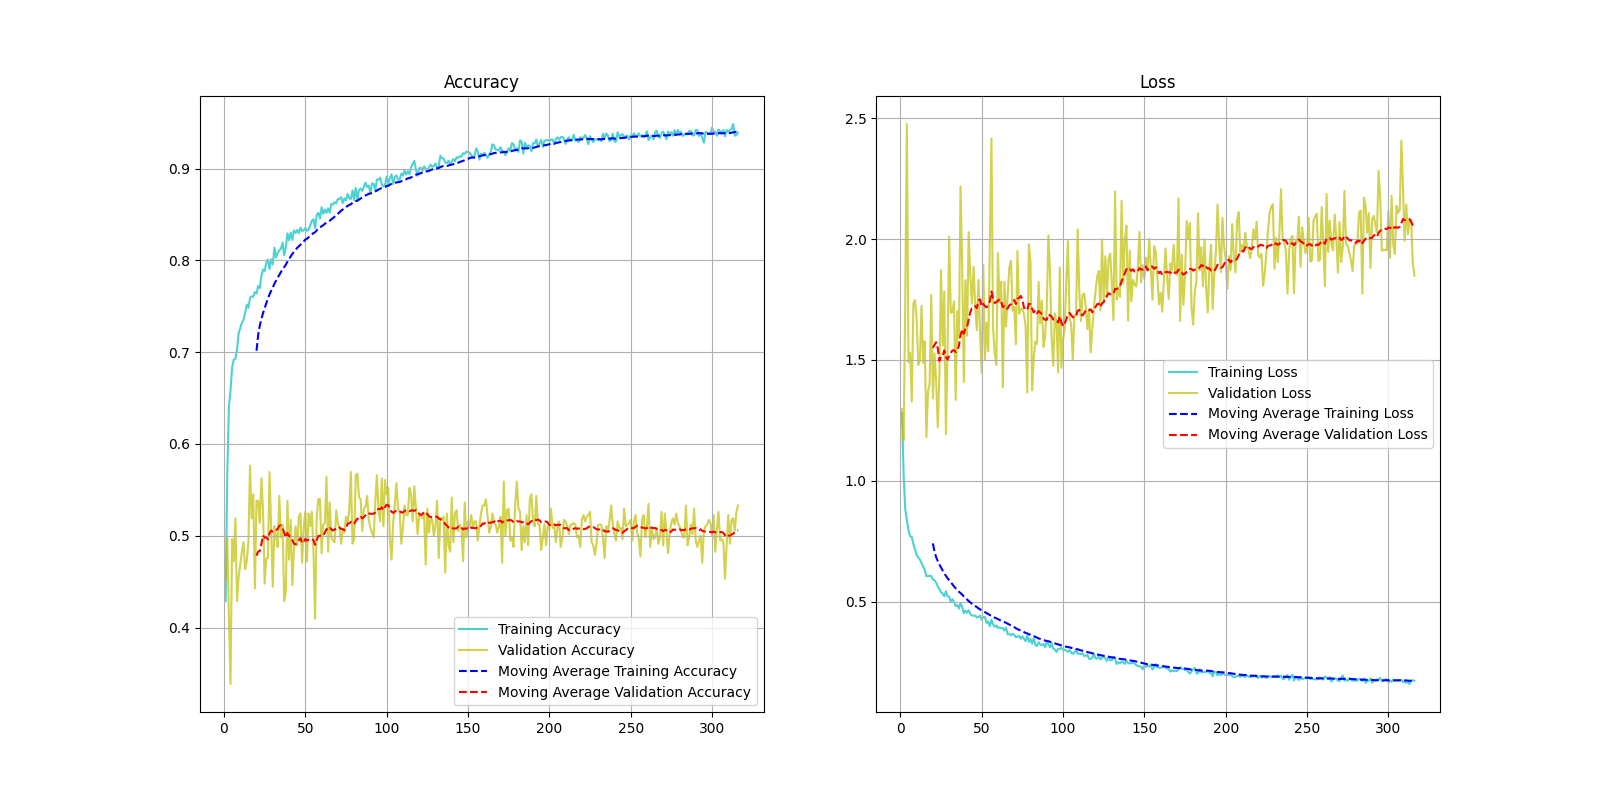 Accuracy
0.9
0.8
0.7
0.6
0.5
0.4
0 50 100 150 200 250 300
Training Accuracy
Validation Accuracy
Moving Average Training Accuracy
Moving Average Validation Accuracy
Loss
2.5
2.0
1.5
1.0
0.5
0 50 100 150 200 250 300
Training Loss
Validation Loss
Moving Average Training Loss
Moving Average Validation Loss